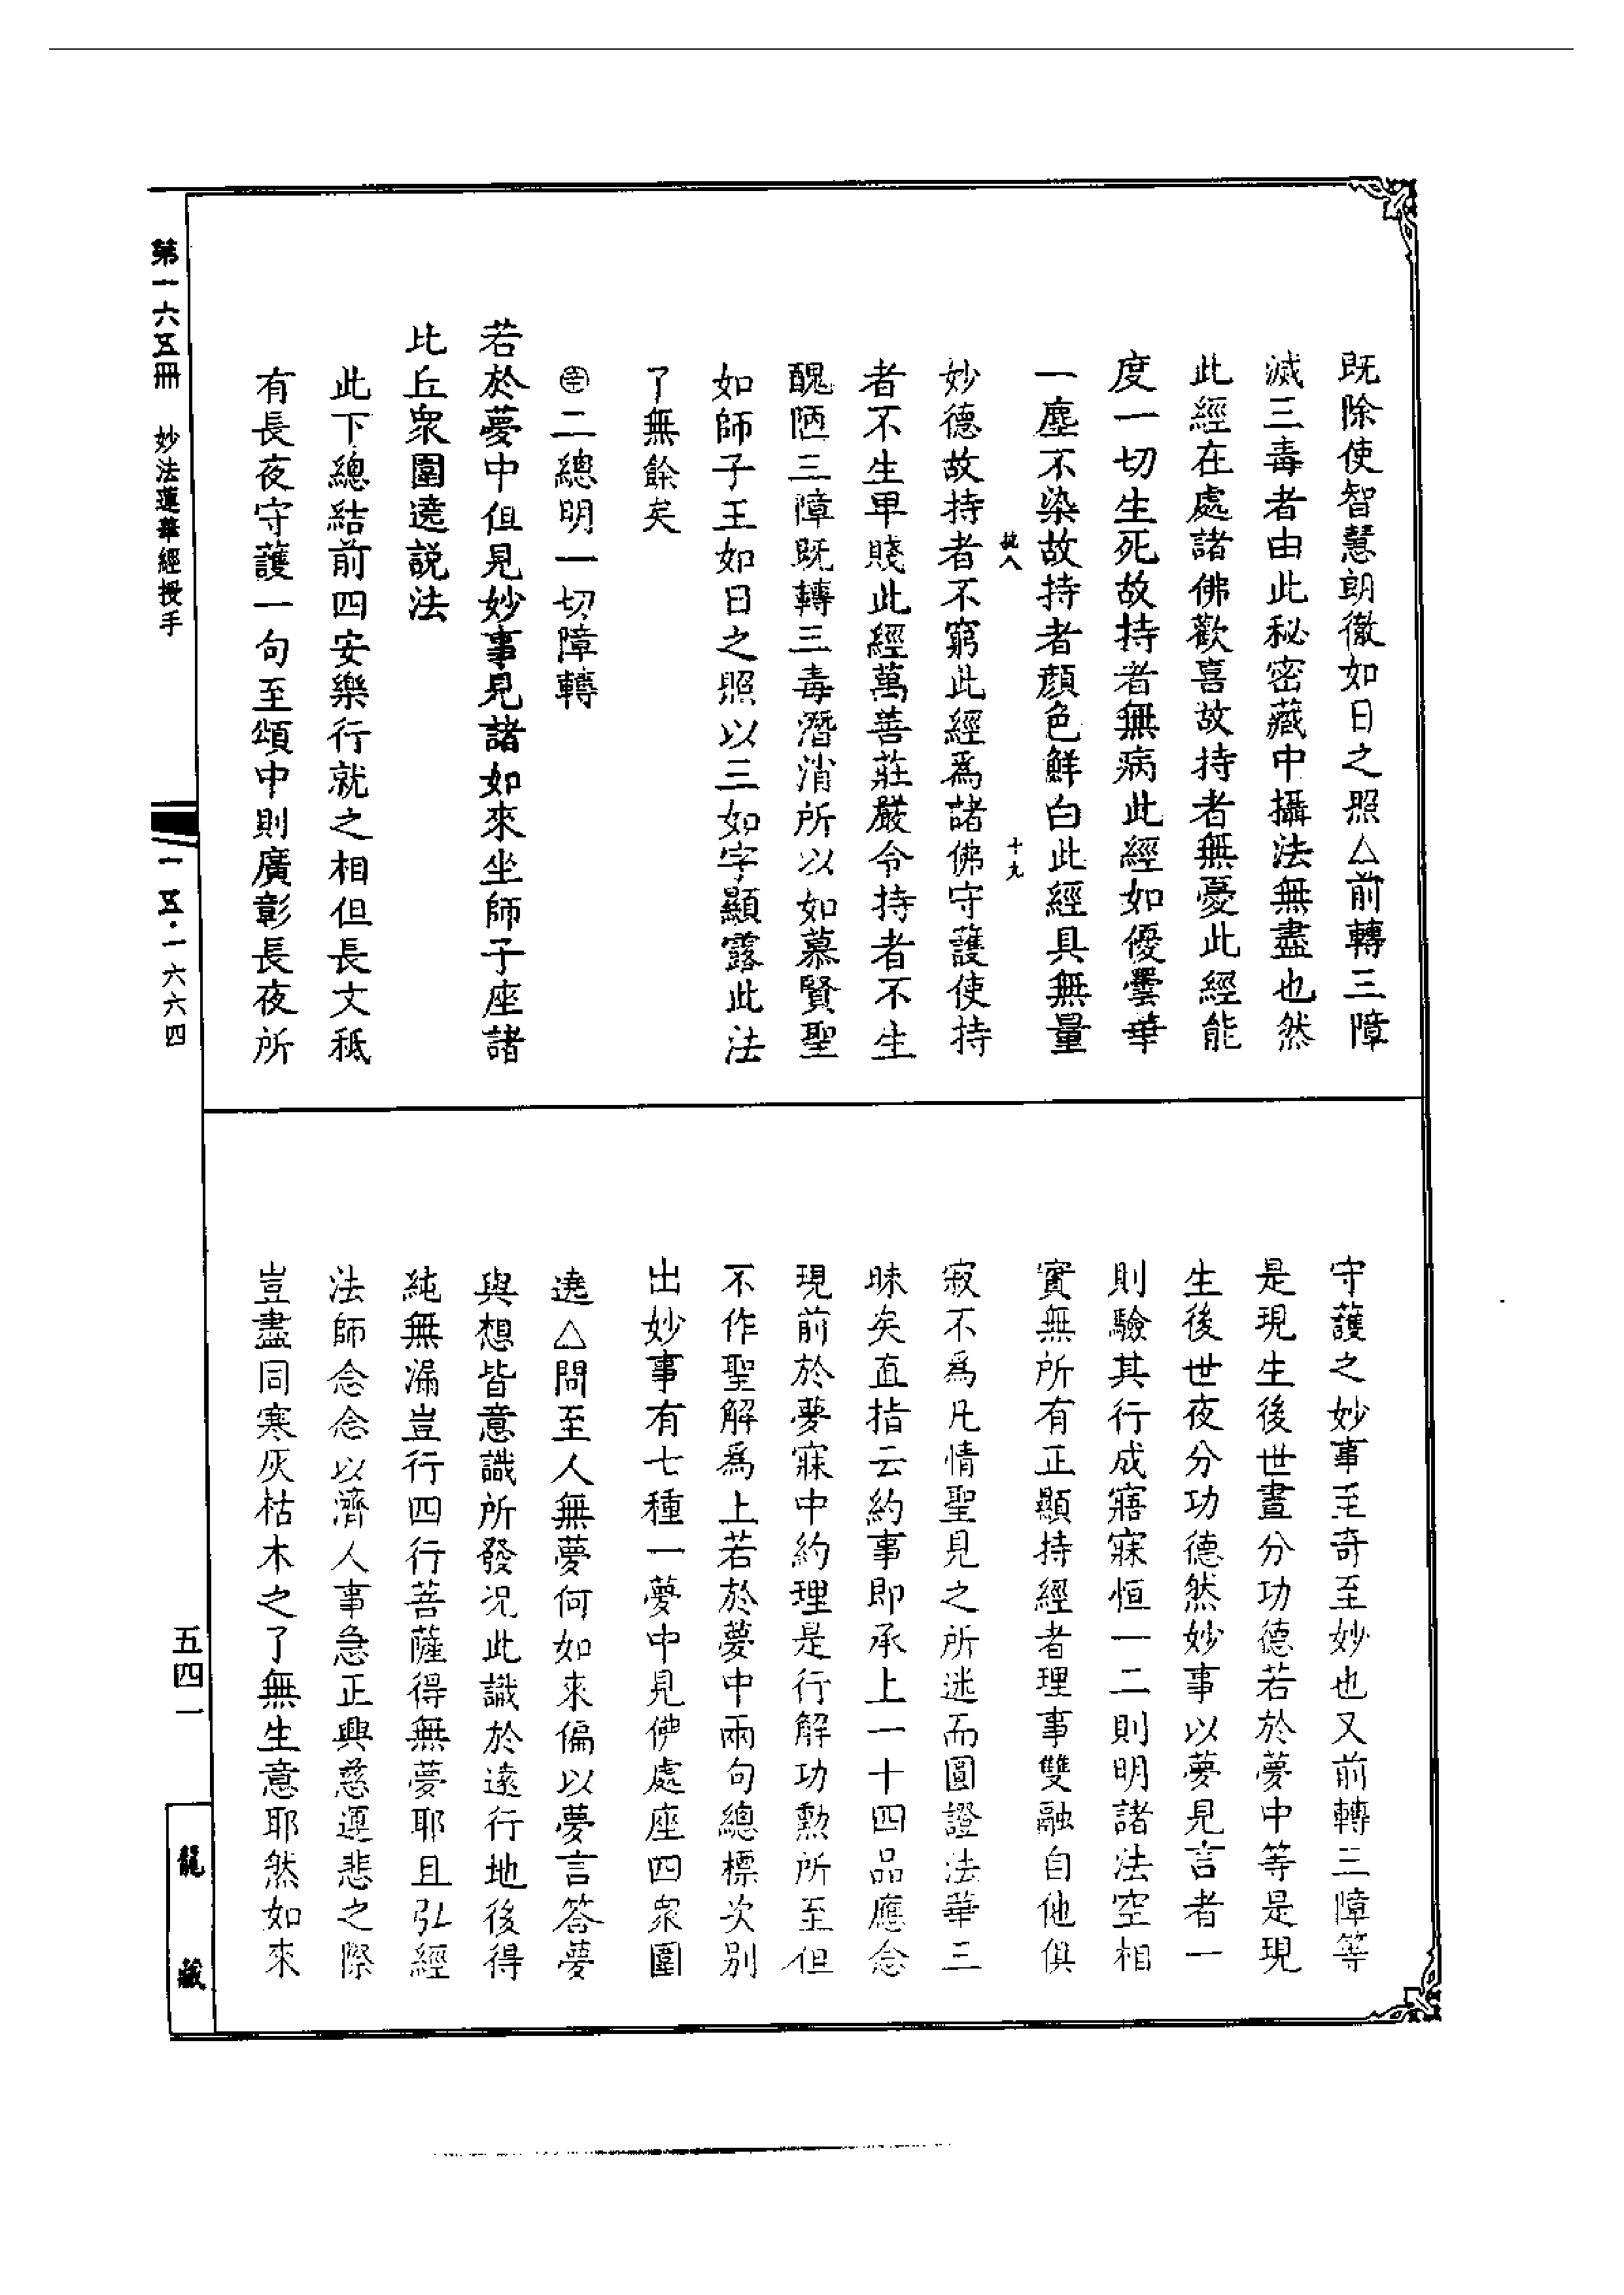 既除使智慧朗徹如日之照△前轉三障
滅三毒者由此秘密藏中攝法無盡也然
此經在處諸佛歡喜故持者無憂此經能
度一切生死故持者無病此經如優曇華
一塵不染故持者顏色鮮白此經具無量
十九
妙德故持者不窮此經爲諸佛守護使持
者不生卑賤此經萬善莊嚴令持者不生
醜陋三障既轉三毒潛消所以如慕賢聖
如師子王如日之照以三如字顯露此法
了無餘矣
二總明一切障轉
若於夢中但見妙事見諸如來坐師子座諸
比丘眾圍遶說法
此下總結前四安樂行就之相但長文秖
有長夜守護一句至頌中則廣彰長夜所
守護之妙事至奇至妙也又前轉三障等
是現生後世晝分功德若於夢中等是現
生後世夜分功德然妙事以夢見言者一
則驗其行成寤寐恒一二則明諸法空相
實無所有正顯持經者理事雙融自他俱
寂不爲凡情聖見之所迷而圓證法華三
昧矣直指云約事即承上一十四品應念
現前於夢寐中約理是行解功勳所至但
不作聖解爲上若於夢中兩句總標次別
出妙事有七種一夢中見佛處座四眾圍
遶△問至人無夢何如來偏以夢言答夢
與想皆意識所發况此識於遠行地後得
純無漏豈行四行菩薩得無夢耶且弘經
法師念念以濟人事急正興慈運悲之際
豈盡同寒灰枯木之了無生意耶然如來
第一六五冊　妙法蓮華經授手
一五·一六六四
五四一
龍藏